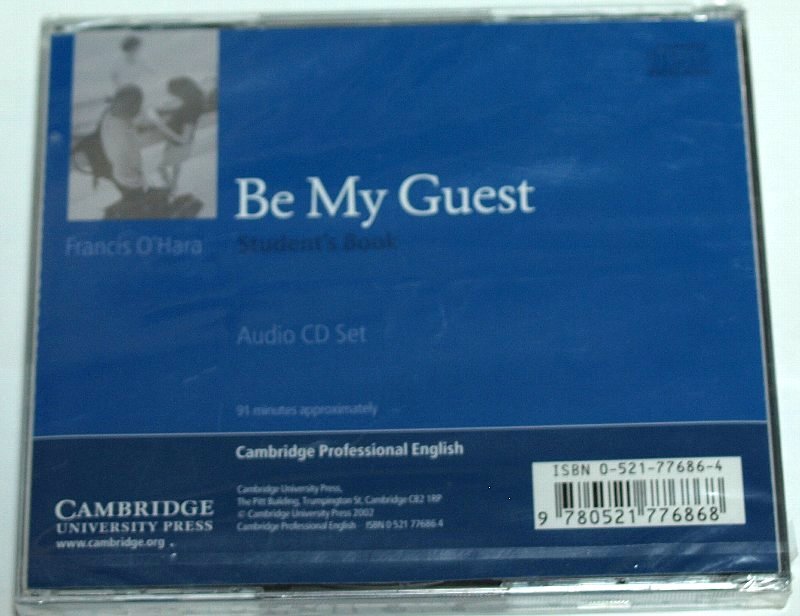 Be My Guest
Francis O'Hara
Student's Book
Audio CD Set
91 minutes approximately
Cambridge Professional English
Cambridge University Press,
The Pitt Building, Trumpington St, Cambridge CB2 1RP
© Cambridge University Press 2002
Cambridge Professional English ISBN 0 521 77686 4
CAMBRIDGE
UNIVERSITY PRESS
www.cambridge.org
ISBN 0-521-77686-4
9 780521 776868